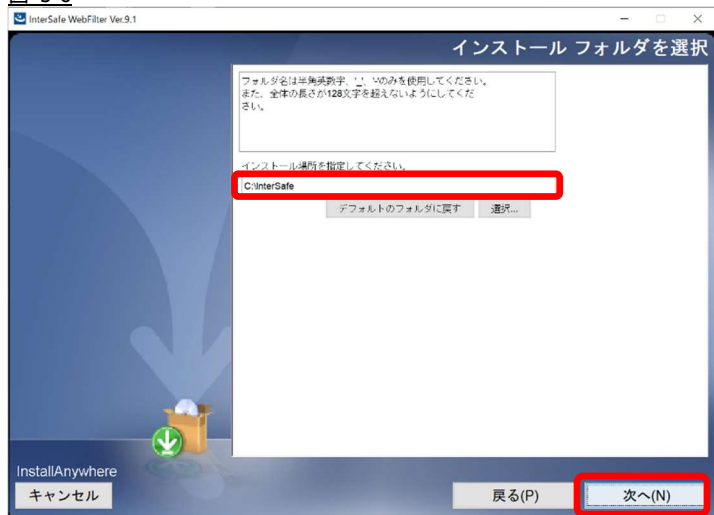 InterSafe WebFilter Ver.9.1
インストール フォルダを選択
フォルダ名は半角英数字、'_'、'-'のみを使用してください。
また、全体の長さが128文字を超えないようにしてくだ
さい。
インストール場所を指定してください。
C:\InterSafe
デフォルトのフォルダに戻す 選択...
InstallAnywhere
キャンセル 戻る(P) 次へ(N)